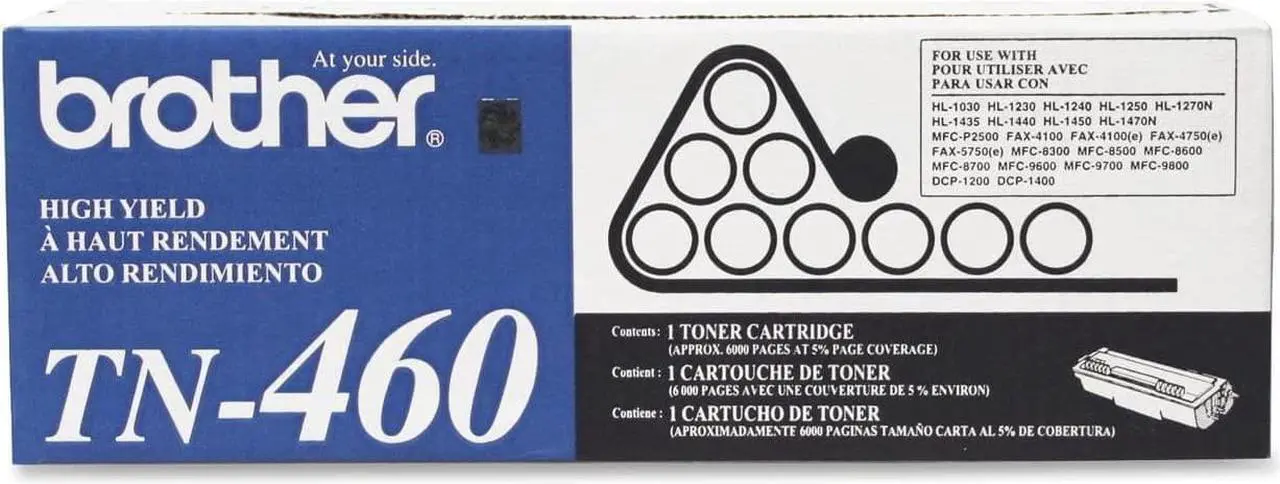 At your side.
brother®
HIGH YIELD
À HAUT RENDEMENT
ALTO RENDIMIENTO
TN-460
FOR USE WITH
POUR UTILISER AVEC
PARA USAR CON
HL-1030 HL-1230 HL-1240 HL-1250 HL-1270N
HL-1435 HL-1440 HL-1450 HL-1470N
MFC-P2500 FAX-4100 FAX-4100(e) FAX-4750(e)
FAX-5750(e) MFC-8300 MFC-8500 MFC-8600
MFC-8700 MFC-9600 MFC-9700 MFC-9800
DCP-1200 DCP-1400
Contents: 1 TONER CARTRIDGE
(APPROX. 6000 PAGES AT 5% PAGE COVERAGE)
Contient : 1 CARTOUCHE DE TONER
(6 000 PAGES AVEC UNE COUVERTURE DE 5 % ENVIRON)
Contiene : 1 CARTUCHO DE TONER
(APROXIMADAMENTE 6000 PAGINAS TAMAÑO CARTA AL 5% DE COBERTURA)